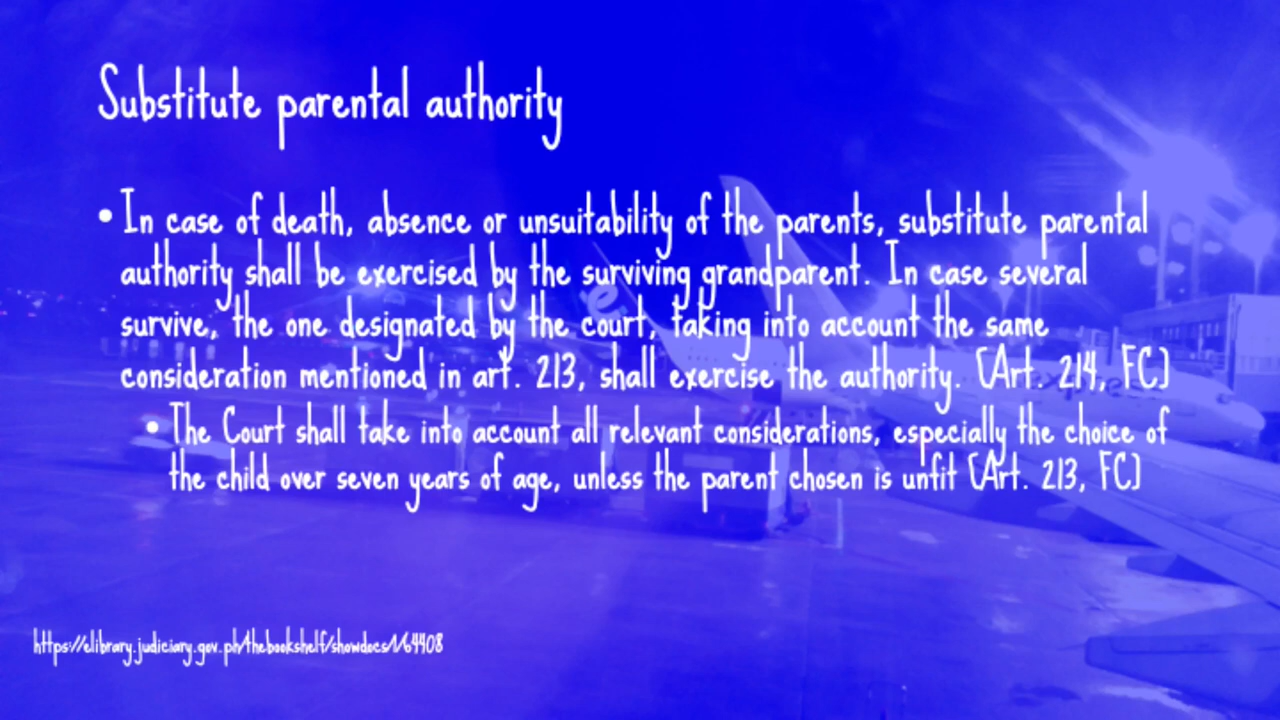 Substitute parental authority
• In case of death, absence or unsuitability of the parents, substitute parental
authority shall be exercised by the surviving grandparent. In case several
survive, the one designated by the court, taking into account the same
consideration mentioned in art. 213, shall exercise the authority. (Art. 214, FC)
• The Court shall take into account all relevant considerations, especially the choice of
the child over seven years of age, unless the parent chosen is unfit (Art. 213, FC)
https://elibrary.judiciary.gov.ph/thebookshelf/showdocs/1/64408